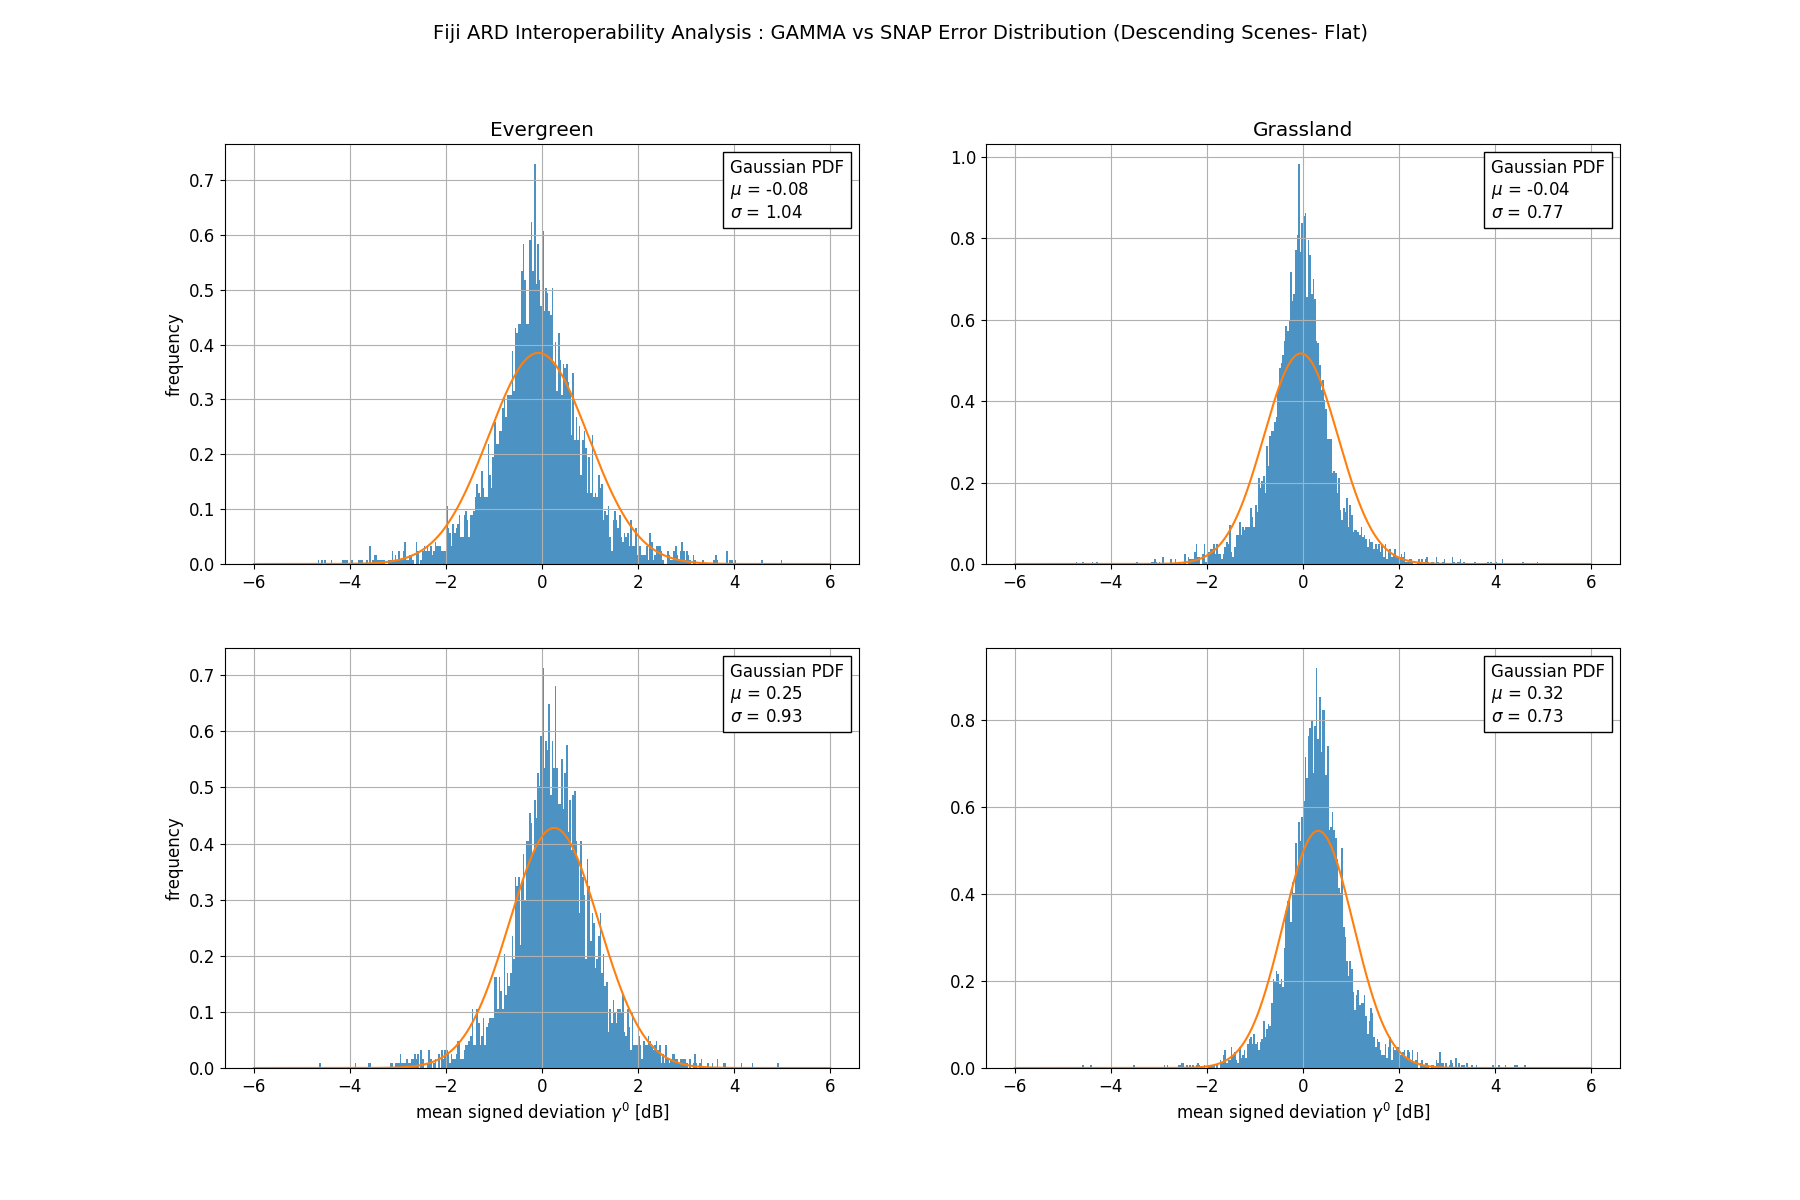 Fiji ARD Interoperability Analysis : GAMMA vs SNAP Error Distribution (Descending Scenes- Flat)
Evergreen
Gaussian PDF
μ = -0.08
σ = 1.04
frequency
0.7
0.6
0.5
0.4
0.3
0.2
0.1
0.0
−6 −4 −2 0 2 4 6
Grassland
Gaussian PDF
μ = -0.04
σ = 0.77
1.0
0.8
0.6
0.4
0.2
0.0
−6 −4 −2 0 2 4 6
Gaussian PDF
μ = 0.25
σ = 0.93
frequency
0.7
0.6
0.5
0.4
0.3
0.2
0.1
0.0
−6 −4 −2 0 2 4 6
mean signed deviation γ⁰ [dB]
Gaussian PDF
μ = 0.32
σ = 0.73
0.8
0.6
0.4
0.2
0.0
−6 −4 −2 0 2 4 6
mean signed deviation γ⁰ [dB]